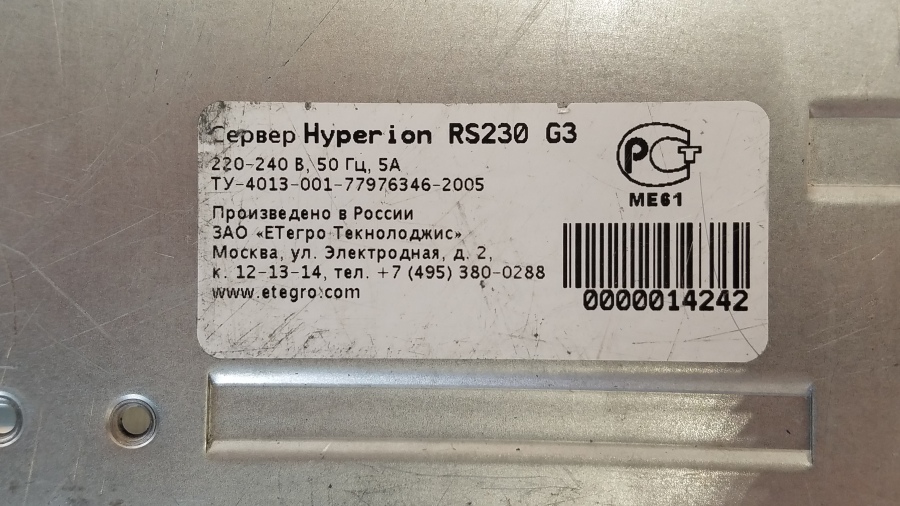 Сервер Hyperion RS230 G3
220-240 В, 50 Гц, 5А
ТУ-4013-001-77976346-2005
Произведено в России
ЗАО «ЕТегро Текнолоджис»
Москва, ул. Электродная, д. 2,
к. 12-13-14, тел. +7 (495) 380-0288
www.etegro.com
РСТ
МЕ61
0000014242